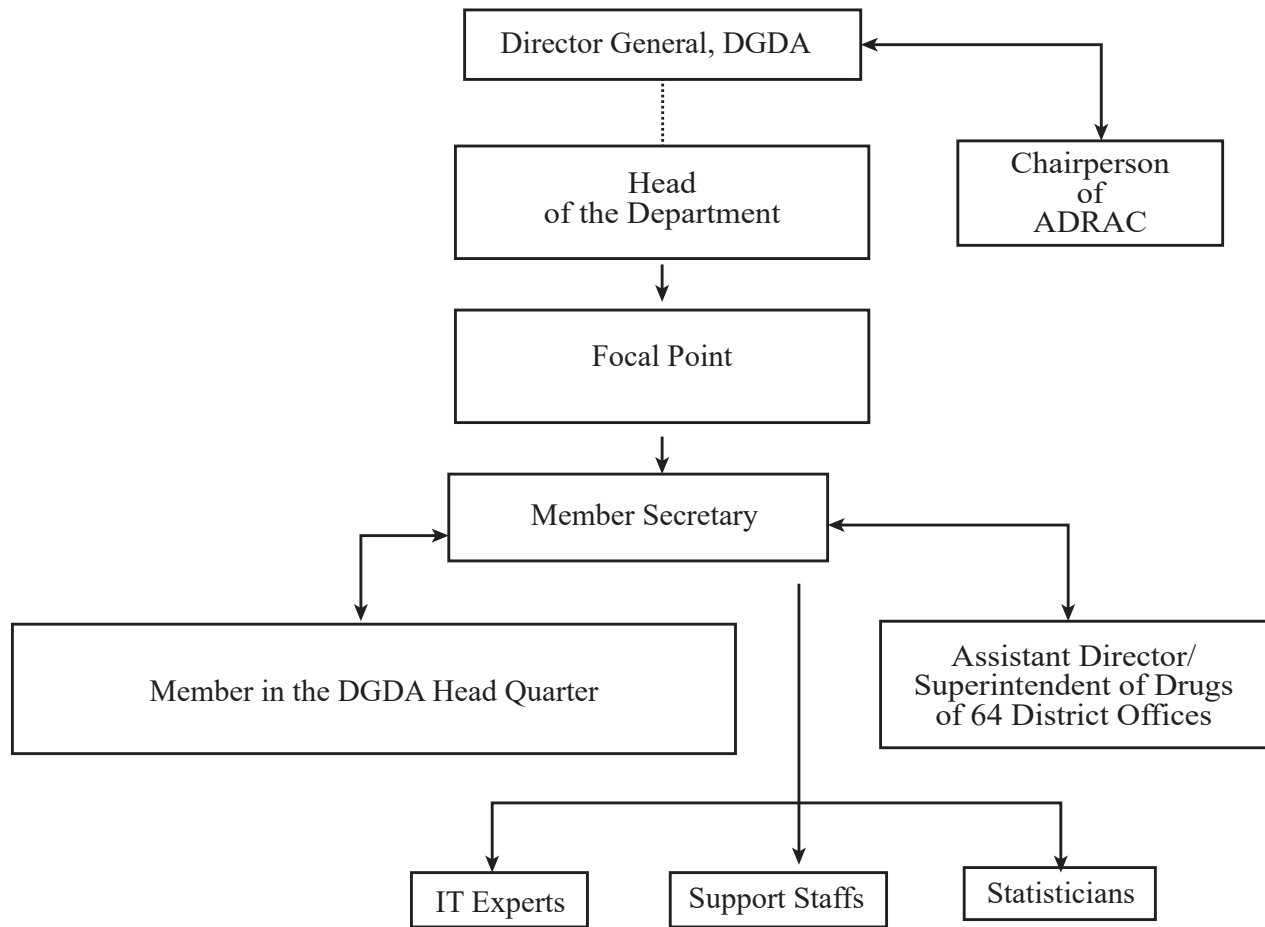 Director General, DGDA
Chairperson
of
ADRAC
Head
of the Department
Focal Point
Member Secretary
Member in the DGDA Head Quarter
Assistant Director/
Superintendent of Drugs
of 64 District Offices
IT Experts
Support Staffs
Statisticians